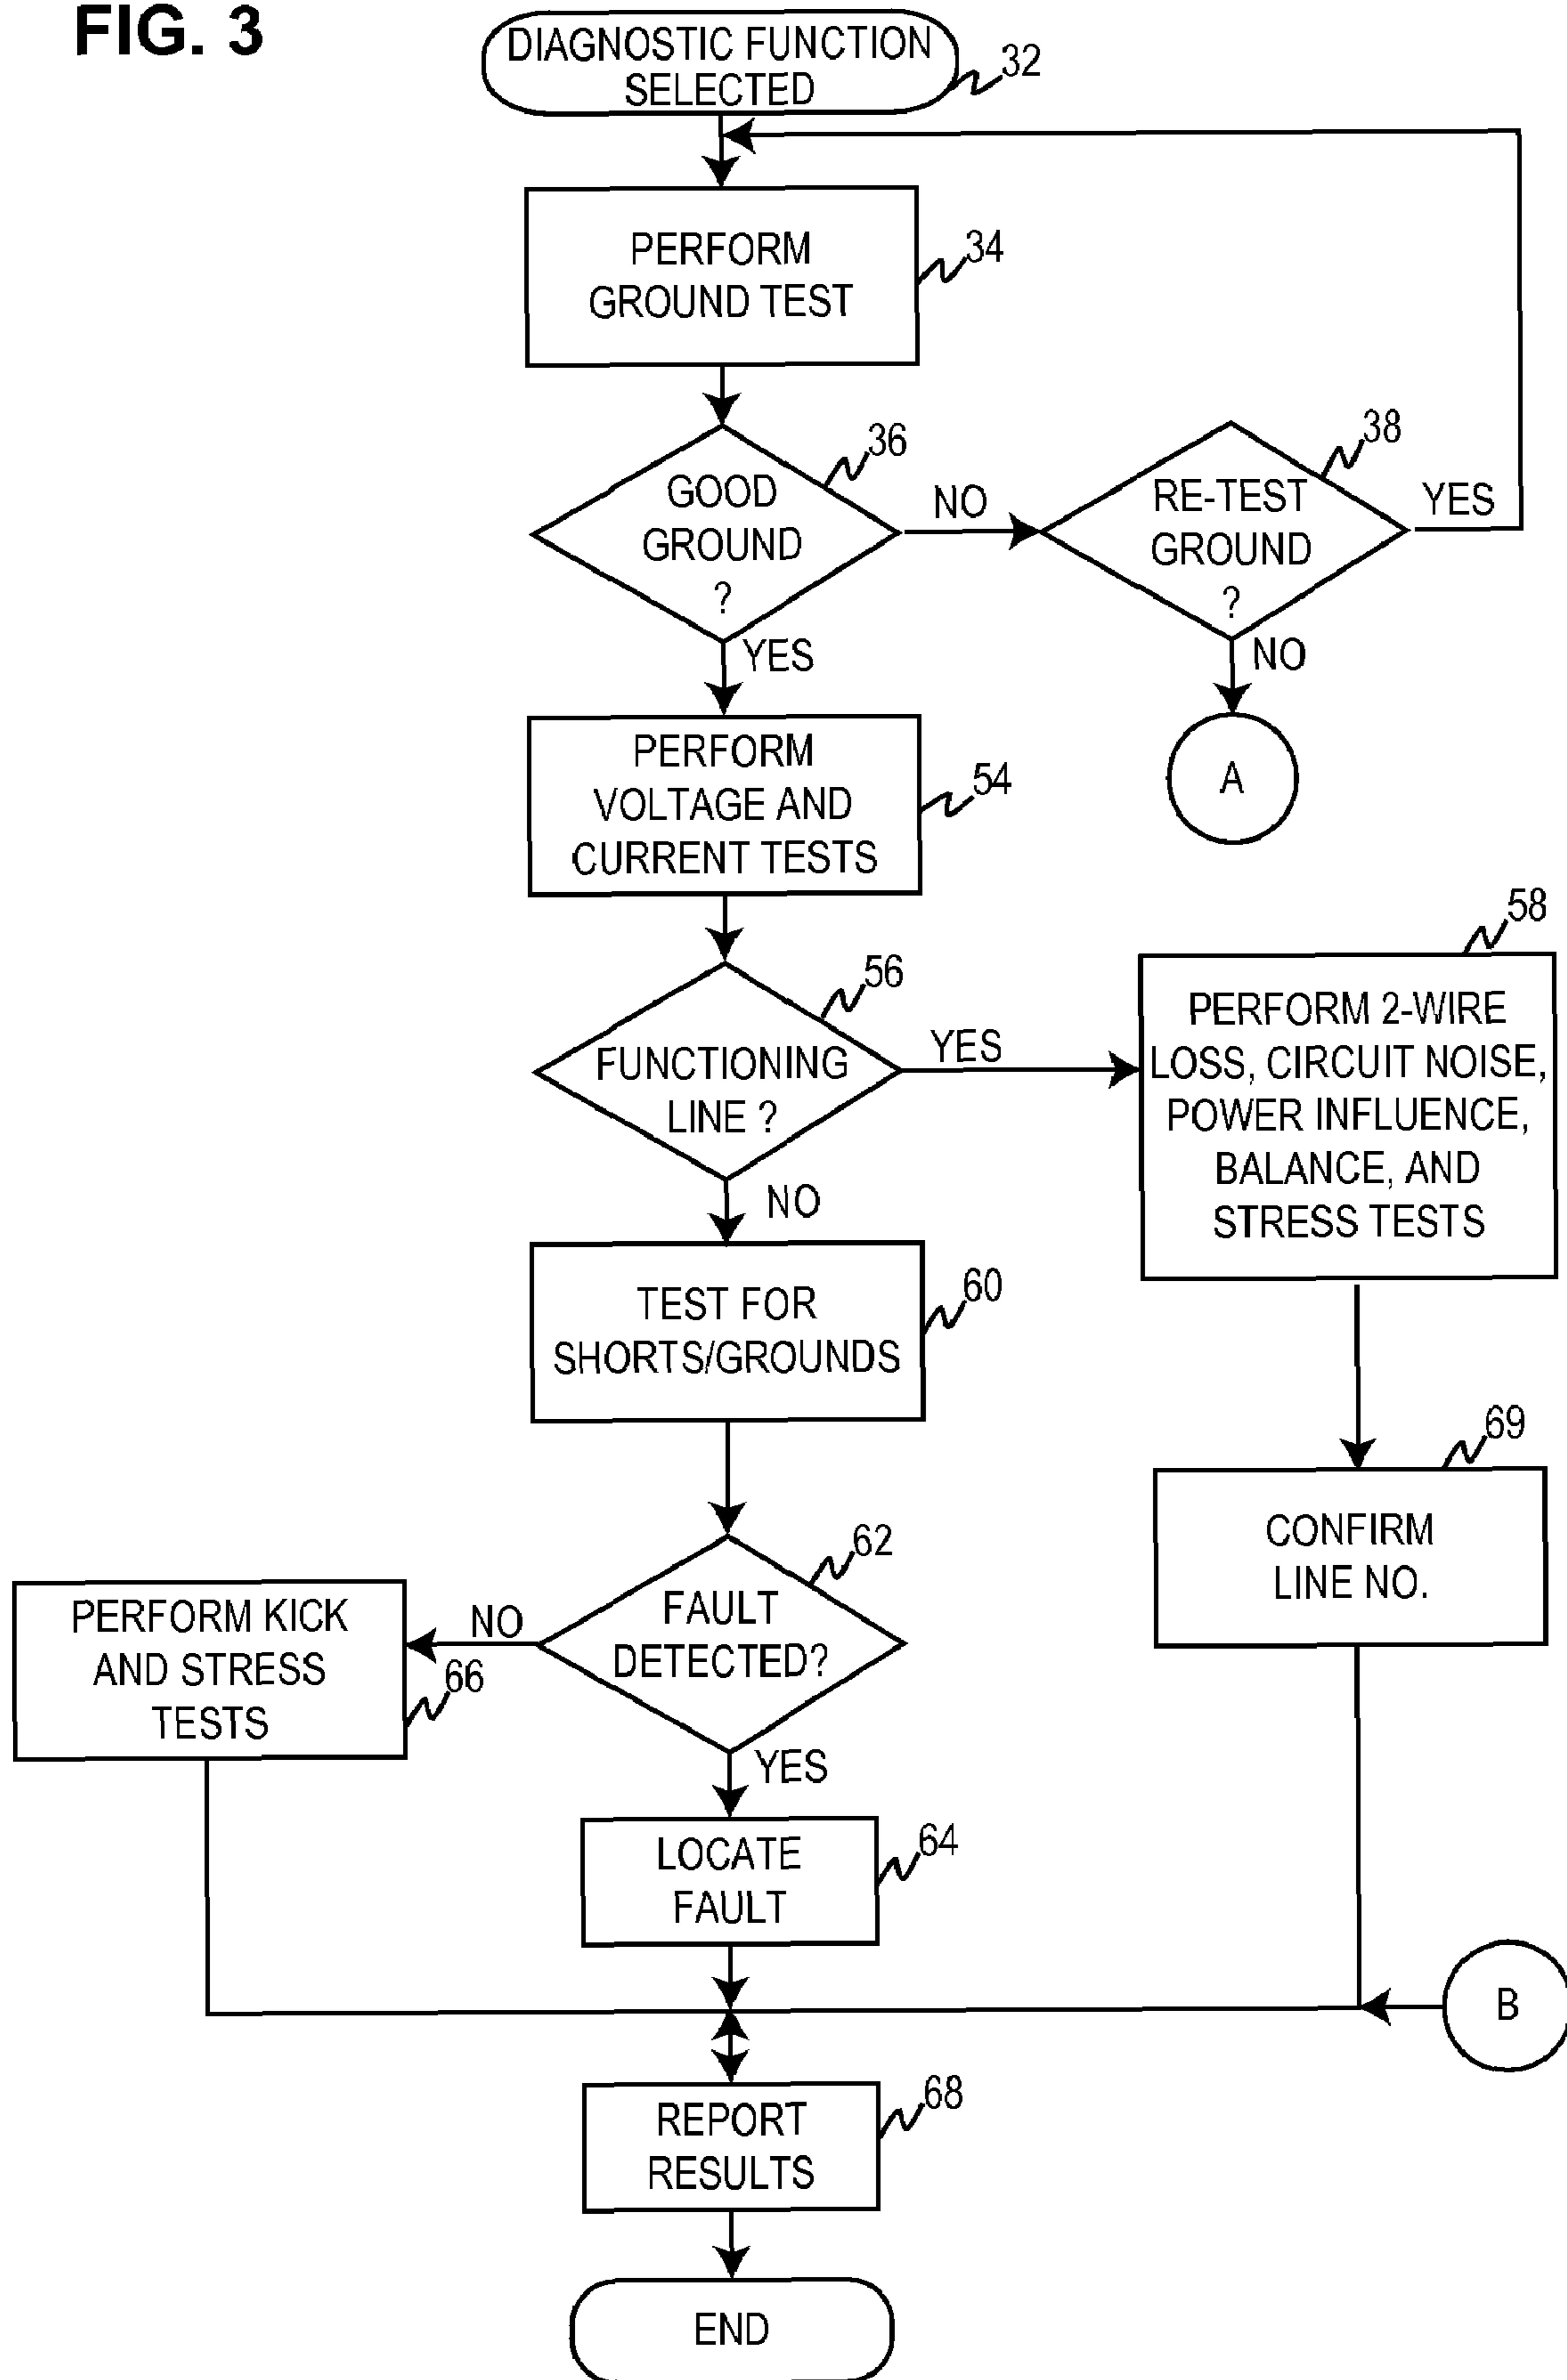 FIG. 3
DIAGNOSTIC FUNCTION
SELECTED
32
PERFORM
GROUND TEST
34
GOOD
GROUND
?
36
NO
RE-TEST
GROUND
?
38
YES
YES
NO
A
PERFORM
VOLTAGE AND
CURRENT TESTS
54
FUNCTIONING
LINE ?
56
YES
58
PERFORM 2-WIRE
LOSS, CIRCUIT NOISE,
POWER INFLUENCE,
BALANCE, AND
STRESS TESTS
NO
TEST FOR
SHORTS/GROUNDS
60
69
CONFIRM
LINE NO.
FAULT
DETECTED?
62
NO
PERFORM KICK
AND STRESS
TESTS
66
YES
LOCATE
FAULT
64
B
REPORT
RESULTS
68
END